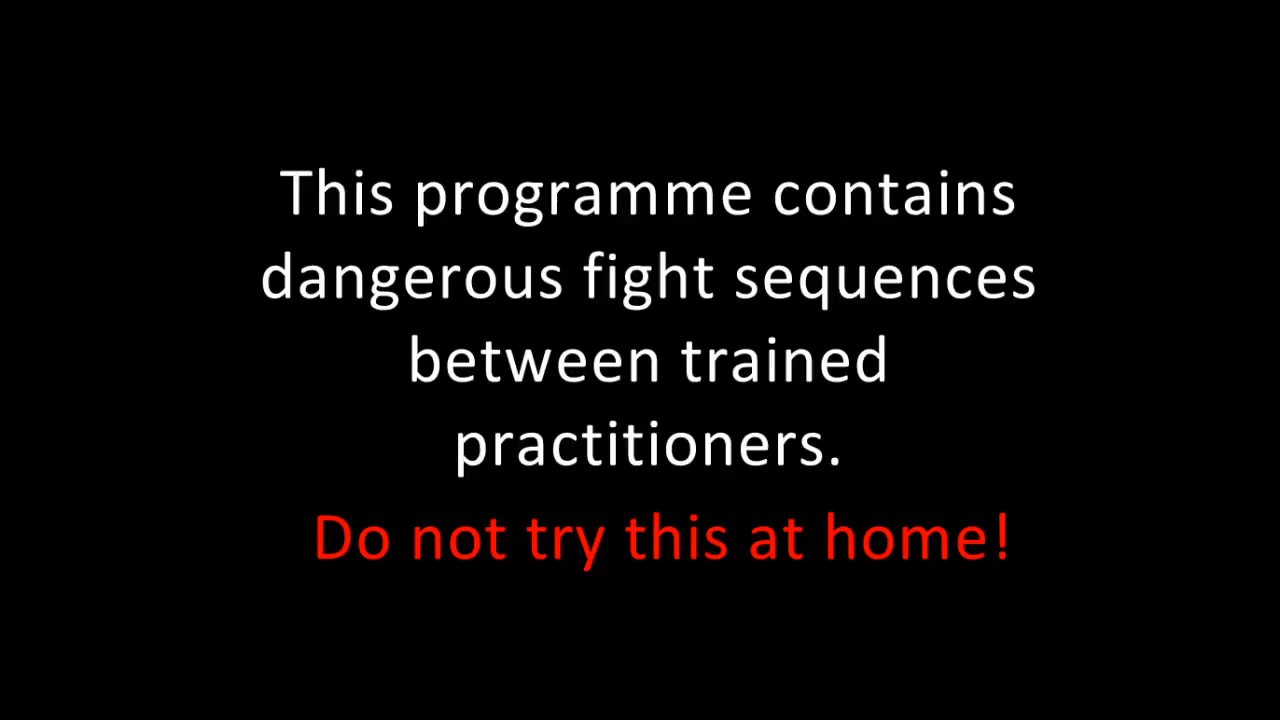 This programme contains
dangerous fight sequences
between trained
practitioners.
Do not try this at home!